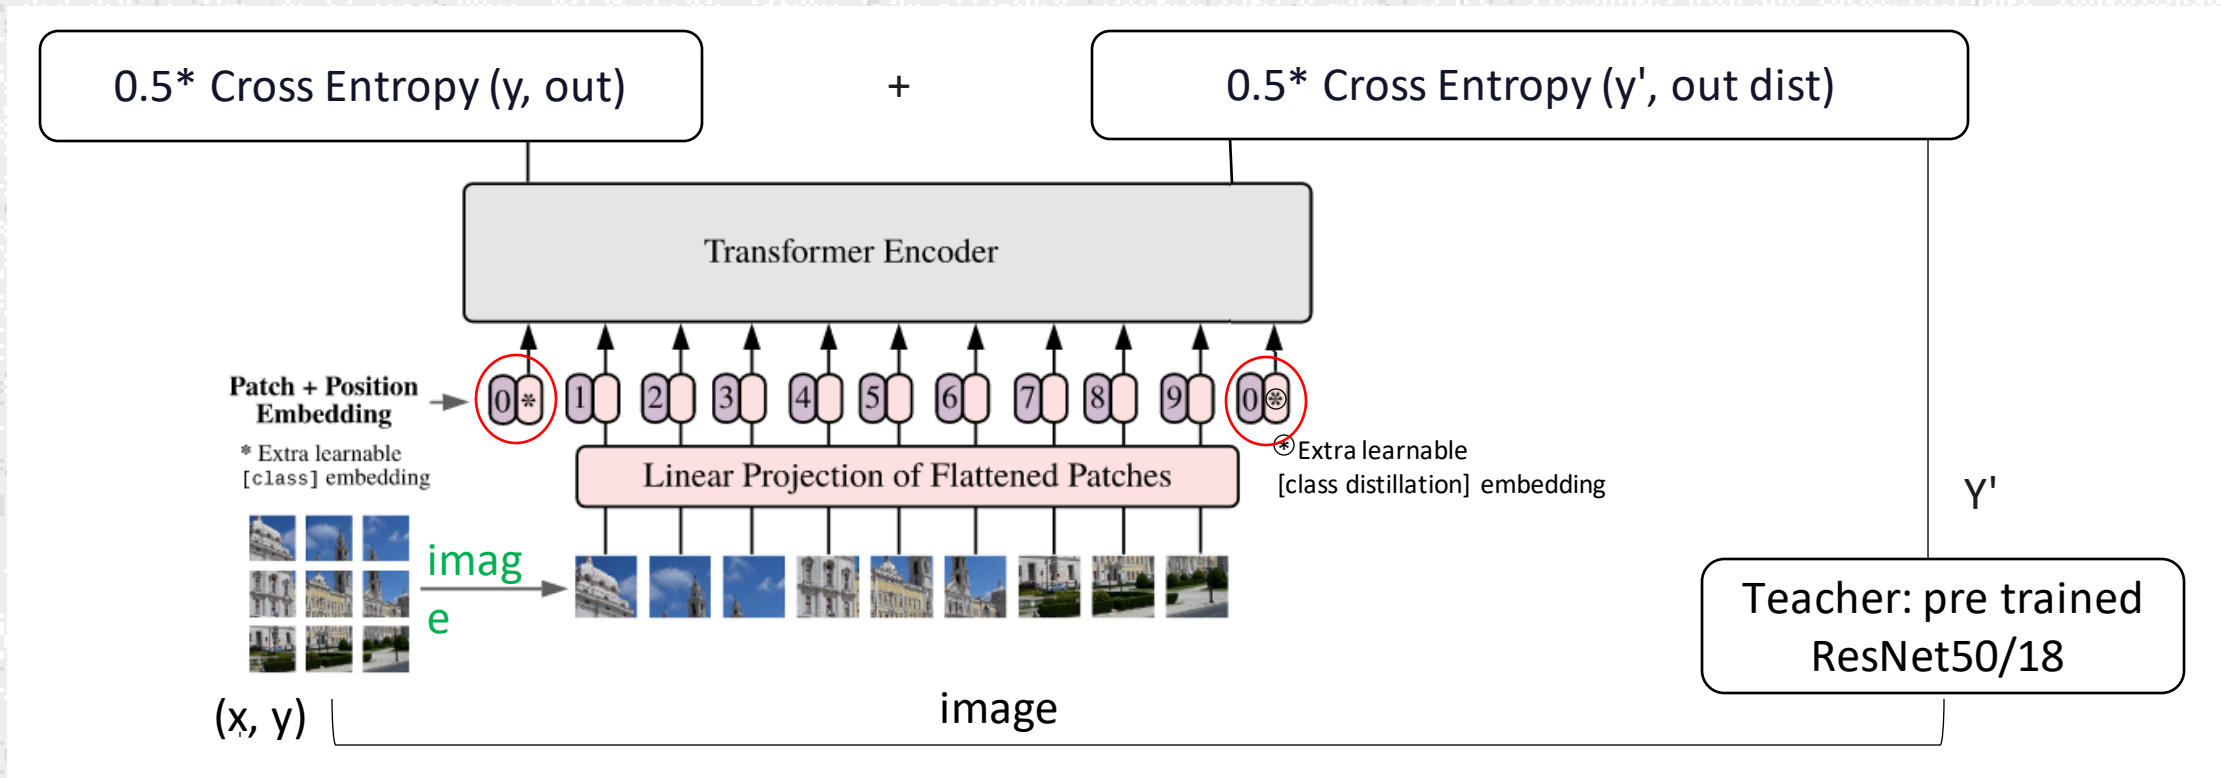 0.5* Cross Entropy (y, out)
+
0.5* Cross Entropy (y', out dist)
Transformer Encoder
Patch + Position
Embedding
0 * 1 2 3 4 5 6 7 8 9 0 *
* Extra learnable
[class] embedding
Linear Projection of Flattened Patches
* Extra learnable
[class distillation] embedding
Y'
imag
e
Teacher: pre trained
ResNet50/18
(x, y)
image